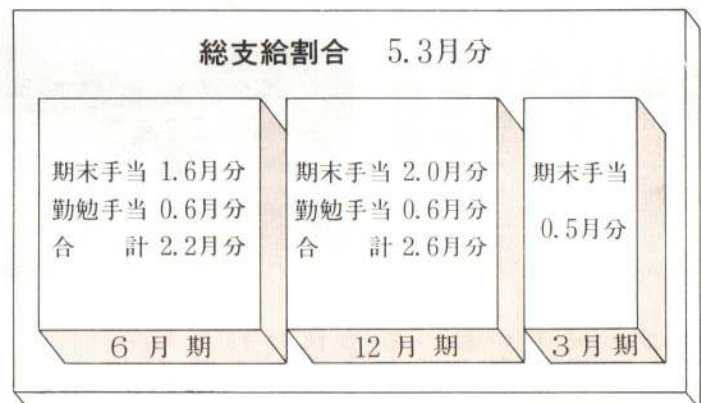 総支給割合 5.3月分
期末手当 1.6月分
勤勉手当 0.6月分
合計 2.2月分
6月期
期末手当 2.0月分
勤勉手当 0.6月分
合計 2.6月分
12月期
期末手当
0.5月分
3月期